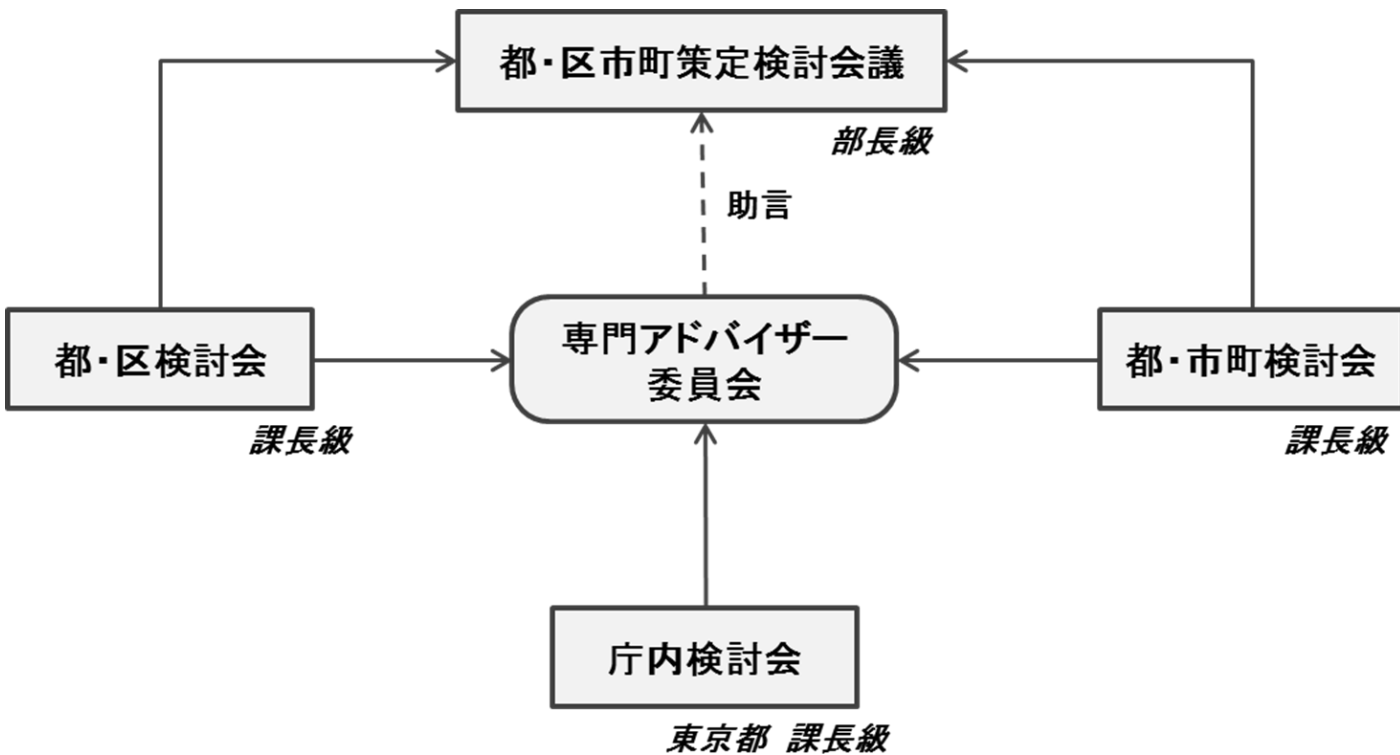 都・区市町策定検討会議
部長級
助言
都・区検討会
課長級
専門アドバイザー
委員会
都・市町検討会
課長級
庁内検討会
東京都 課長級